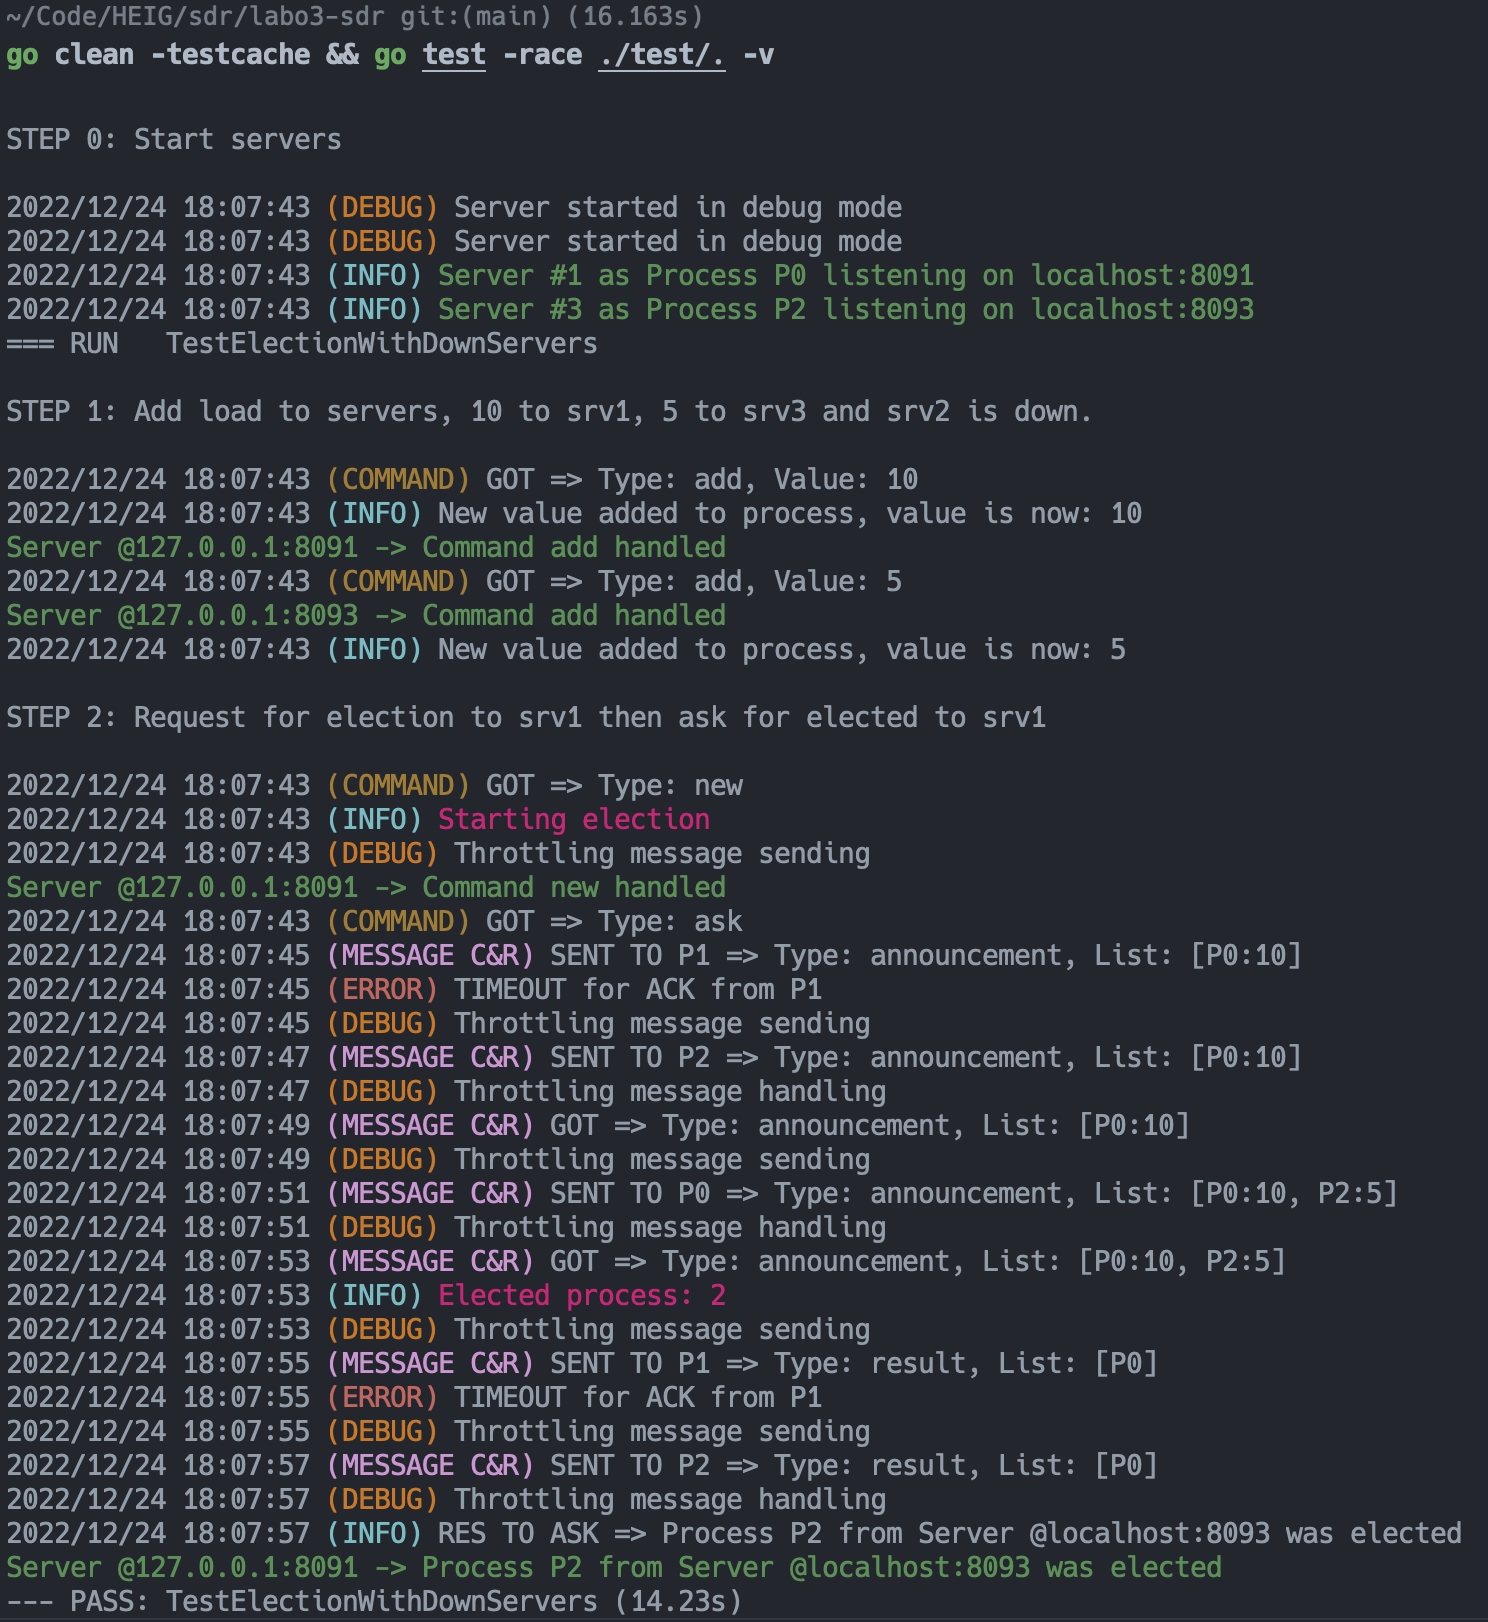 ~/Code/HEIG/sdr/labo3-sdr git:(main) (16.163s)
go clean -testcache && go test -race ./test/. -v
STEP 0: Start servers
2022/12/24 18:07:43 (DEBUG) Server started in debug mode
2022/12/24 18:07:43 (DEBUG) Server started in debug mode
2022/12/24 18:07:43 (INFO) Server #1 as Process P0 listening on localhost:8091
2022/12/24 18:07:43 (INFO) Server #3 as Process P2 listening on localhost:8093
=== RUN   TestElectionWithDownServers
STEP 1: Add load to servers, 10 to srv1, 5 to srv3 and srv2 is down.
2022/12/24 18:07:43 (COMMAND) GOT => Type: add, Value: 10
2022/12/24 18:07:43 (INFO) New value added to process, value is now: 10
Server @127.0.0.1:8091 -> Command add handled
2022/12/24 18:07:43 (COMMAND) GOT => Type: add, Value: 5
Server @127.0.0.1:8093 -> Command add handled
2022/12/24 18:07:43 (INFO) New value added to process, value is now: 5
STEP 2: Request for election to srv1 then ask for elected to srv1
2022/12/24 18:07:43 (COMMAND) GOT => Type: new
2022/12/24 18:07:43 (INFO) Starting election
2022/12/24 18:07:43 (DEBUG) Throttling message sending
Server @127.0.0.1:8091 -> Command new handled
2022/12/24 18:07:43 (COMMAND) GOT => Type: ask
2022/12/24 18:07:45 (MESSAGE C&R) SENT TO P1 => Type: announcement, List: [P0:10]
2022/12/24 18:07:45 (ERROR) TIMEOUT for ACK from P1
2022/12/24 18:07:45 (DEBUG) Throttling message sending
2022/12/24 18:07:47 (MESSAGE C&R) SENT TO P2 => Type: announcement, List: [P0:10]
2022/12/24 18:07:47 (DEBUG) Throttling message handling
2022/12/24 18:07:49 (MESSAGE C&R) GOT => Type: announcement, List: [P0:10]
2022/12/24 18:07:49 (DEBUG) Throttling message sending
2022/12/24 18:07:51 (MESSAGE C&R) SENT TO P0 => Type: announcement, List: [P0:10, P2:5]
2022/12/24 18:07:51 (DEBUG) Throttling message handling
2022/12/24 18:07:53 (MESSAGE C&R) GOT => Type: announcement, List: [P0:10, P2:5]
2022/12/24 18:07:53 (INFO) Elected process: 2
2022/12/24 18:07:53 (DEBUG) Throttling message sending
2022/12/24 18:07:55 (MESSAGE C&R) SENT TO P1 => Type: result, List: [P0]
2022/12/24 18:07:55 (ERROR) TIMEOUT for ACK from P1
2022/12/24 18:07:55 (DEBUG) Throttling message sending
2022/12/24 18:07:57 (MESSAGE C&R) SENT TO P2 => Type: result, List: [P0]
2022/12/24 18:07:57 (DEBUG) Throttling message handling
2022/12/24 18:07:57 (INFO) RES TO ASK => Process P2 from Server @localhost:8093 was elected
Server @127.0.0.1:8091 -> Process P2 from Server @localhost:8093 was elected
--- PASS: TestElectionWithDownServers (14.23s)